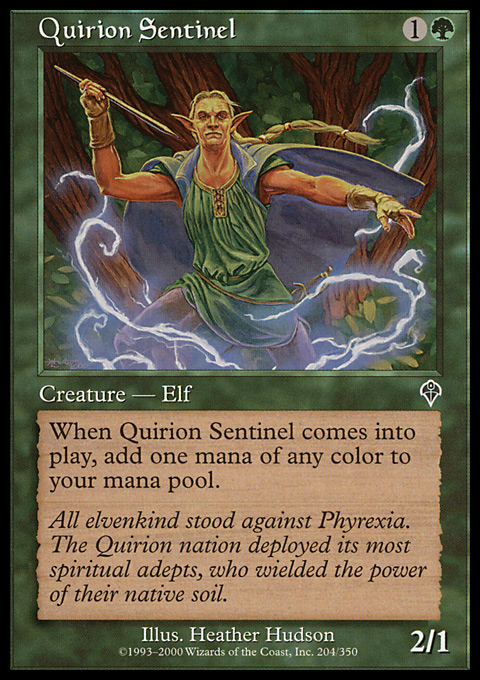 Quirion Sentinel 1
Creature — Elf
When Quirion Sentinel comes into
play, add one mana of any color to
your mana pool.
All elvenkind stood against Phyrexia.
The Quirion nation deployed its most
spiritual adepts, who wielded the power
of their native soil.
Illus. Heather Hudson
2/1
©1993–2000 Wizards of the Coast, Inc. 204/350